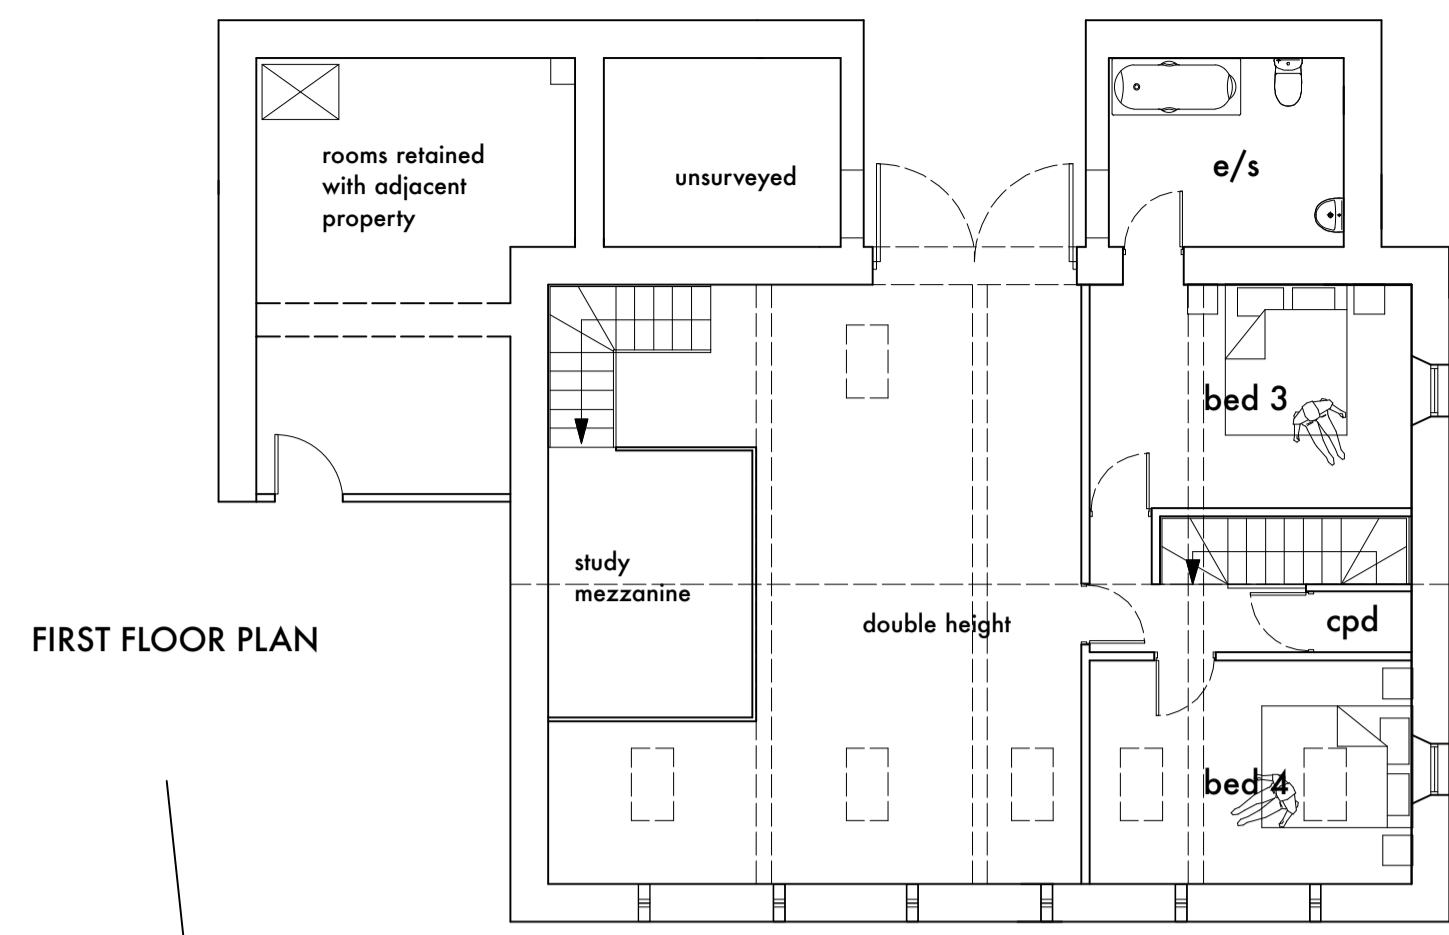 rooms retained
with adjacent
property
unsurveyed
e/s
bed 3
study
mezzanine
double height
cpd
FIRST FLOOR PLAN
bed 4